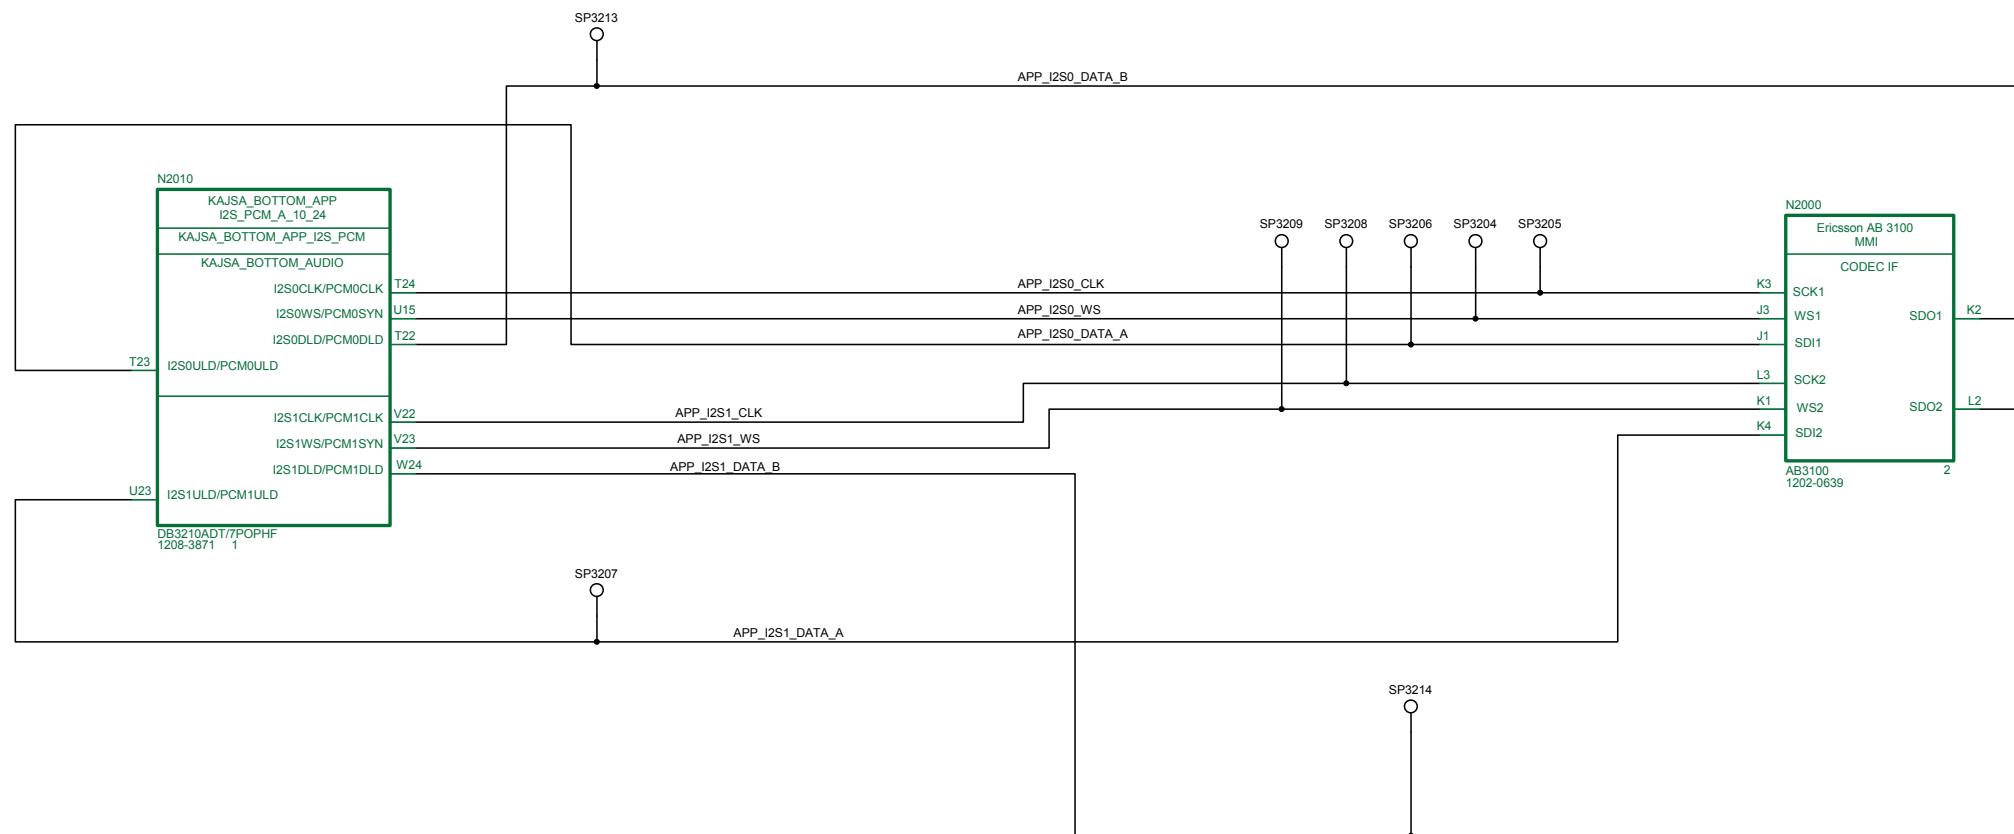 SP3213
APP_I2S0_DATA_B
N2010
KAJSA_BOTTOM_APP
I2S_PCM_A_10_24
KAJSA_BOTTOM_APP_I2S_PCM
KAJSA_BOTTOM_AUDIO
I2S0CLK/PCM0CLK
T24
I2S0WS/PCM0SYN
U15
I2S0DLD/PCM0DLD
T22
T23
I2S0ULD/PCM0ULD
I2S1CLK/PCM1CLK
V22
I2S1WS/PCM1SYN
V23
I2S1DLD/PCM1DLD
W24
U23
I2S1ULD/PCM1ULD
DB3210ADT/7POPHF
1208-3871 1
APP_I2S0_CLK
APP_I2S0_WS
APP_I2S0_DATA_A
APP_I2S1_CLK
APP_I2S1_WS
APP_I2S1_DATA_B
SP3209
SP3208
SP3206
SP3204
SP3205
N2000
Ericsson AB 3100
MMI
CODEC IF
K3
SCK1
J3
WS1
SDO1
K2
J1
SDI1
L3
SCK2
K1
WS2
SDO2
L2
K4
SDI2
AB3100
2
1202-0639
SP3207
APP_I2S1_DATA_A
SP3214